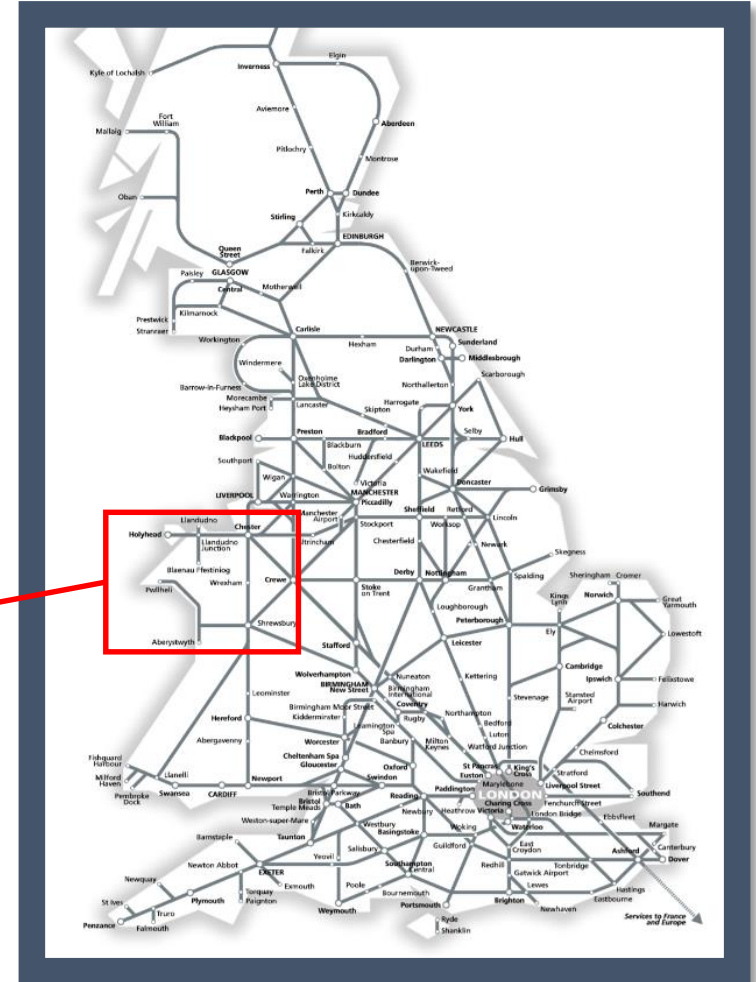 Elgin
Inverness
Kyle of Lochalsh
Aviemore
Fort
William
Mallaig
Aberdeen
Pitlochry
Montrose
Perth
Dundee
Oban
Stirling
Kirkcaldy
EDINBURGH
Queen
Street
Falkirk
Berwick-
upon-Tweed
Paisley
GLASGOW
Central
Motherwell
Prestwick
Kilmarnock
Stranraer
Carlisle
NEWCASTLE
Workington
Hexham
Sunderland
Durham
Darlington
Middlesbrough
Windermere
Scarborough
Oxenholme
Lake District
Barrow-in-Furness
Northallerton
Morecambe
Lancaster
Harrogate
Heysham Port
Skipton
York
Blackpool
Preston
Bradford
Selby
Blackburn
LEEDS
Hull
Huddersfield
Southport
Bolton
Wakefield
Wigan
Victoria
Doncaster
MANCHESTER
Grimsby
LIVERPOOL
Warrington
Piccadilly
Manchester
Airport
Sheffield
Retford
Llandudno
Stockport
Worksop
Lincoln
Holyhead
Chester
Llandudno
Junction
ltrincham
Chesterfield
Newark
Skegness
Blaenau Ffestiniog
Derby
Nottingham
Sheringham
Cromer
Wrexham
Crewe
Spalding
Pwllheli
Stoke
on Trent
Grantham
Kings
Lynn
Norwich
Great
Yarmouth
Loughborough
Shrewsbury
Peterborough
Aberystwyth
Ely
Lowestoft
Stafford
Leicester
Wolverhampton
Cambridge
BIRMINGHAM
New Street
Nuneaton
Kettering
Birmingham
International
Ipswich
Felixstowe
Leominster
Stevenage
Stansted
Airport
Birmingham Moor Street
Coventry
Harwich
Kidderminster
Rugby
Northampton
Hereford
Leamington
Spa
Bedford
Colchester
Worcester
Banbury
Milton
Keynes
Luton
Abergavenny
Watford Junction
Chelmsford
Cheltenham Spa
Fishguard
Harbour
Gloucester
Oxford
St Pancras
King's
Cross
Euston
Stratford
Milford
Haven
Llanelli
Newport
Swindon
Marylebone
Liverpool Street
Pembroke
Dock
Swansea
CARDIFF
Bristol Parkway
Reading
Paddington
LONDON
Southend
Bristol
Temple Meads
Bath
Charing Cross
Fenchurch Street
Newbury
Heathrow
Victoria
London Bridge
Ebbsfleet
Weston-super-Mare
Westbury
Waterloo
Margate
Barnstaple
Taunton
Basingstoke
Woking
Salisbury
Guildford
East
Croydon
Canterbury
Yeovil
Ashford
Dover
Newton Abbot
Southampton
Central
Redhill
Tonbridge
EXETER
Gatwick Airport
Newquay
Exmouth
Poole
Lewes
Hastings
St Ives
Torquay
Bournemouth
Eastbourne
Plymouth
Paignton
Portsmouth
Brighton
Newhaven
Truro
Weymouth
Ryde
Penzance
Falmouth
Shanklin
Services to France
and Europe